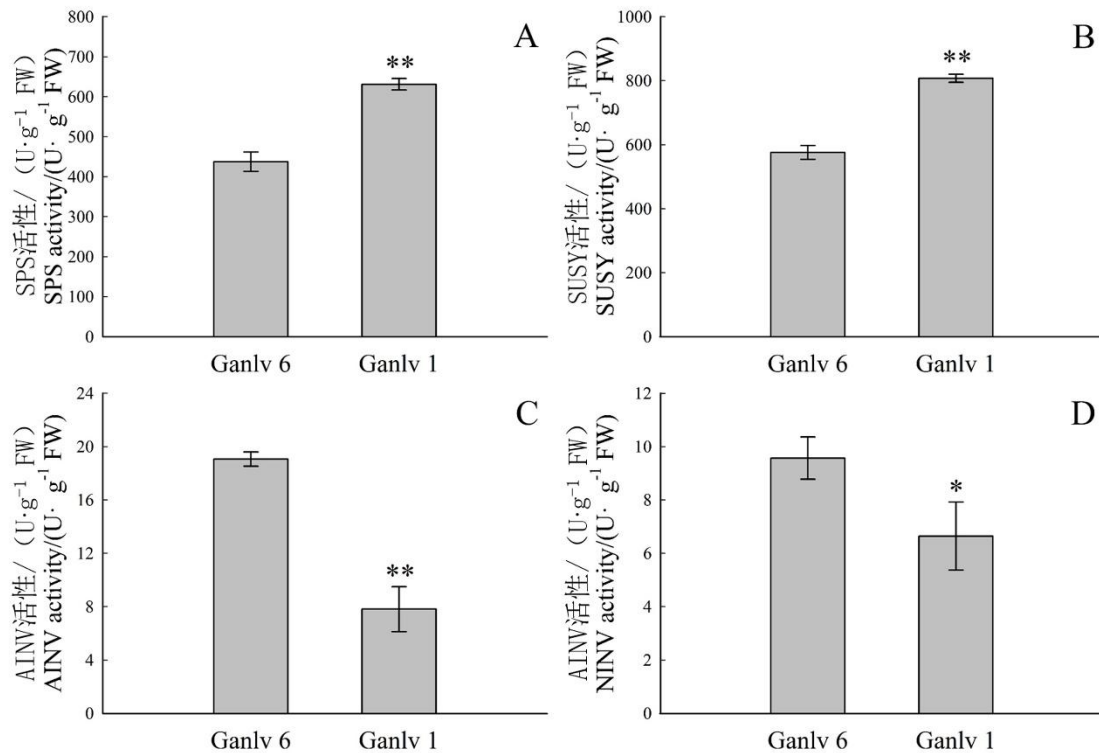 A
SPS活性/（U·g⁻¹ FW）
SPS activity/(U· g⁻¹ FW)
800
700
600
500
400
300
200
100
0
**
Ganlv 6 Ganlv 1
B
SUSY活性/（U·g⁻¹ FW）
SUSY activity/(U· g⁻¹ FW)
1000
800
600
400
200
0
**
Ganlv 6 Ganlv 1
C
AINV活性/（U·g⁻¹ FW）
AINV activity/(U· g⁻¹ FW)
24
20
16
12
8
4
0
**
Ganlv 6 Ganlv 1
D
AINV活性/（U·g⁻¹ FW）
NINV activity/(U· g⁻¹ FW)
12
10
8
6
4
2
0
*
Ganlv 6 Ganlv 1